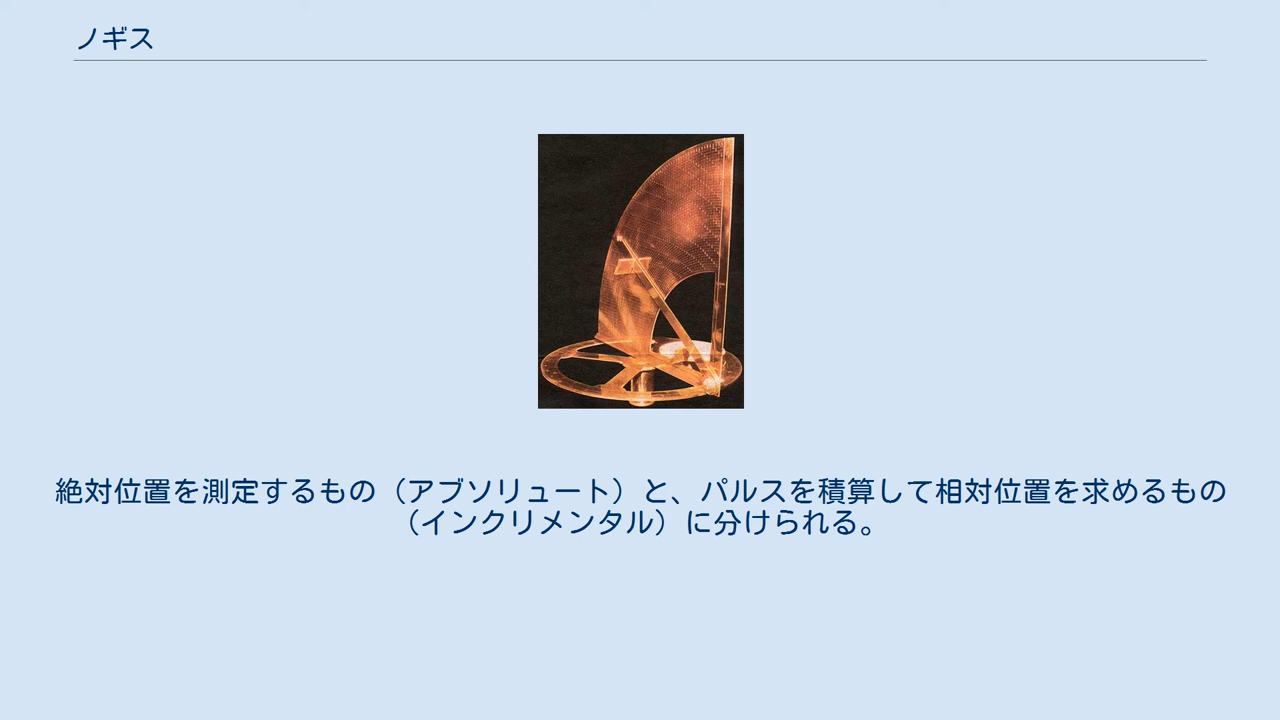 ノギス
絶対位置を測定するもの（アブソリュート）と、パルスを積算して相対位置を求めるもの
（インクリメンタル）に分けられる。